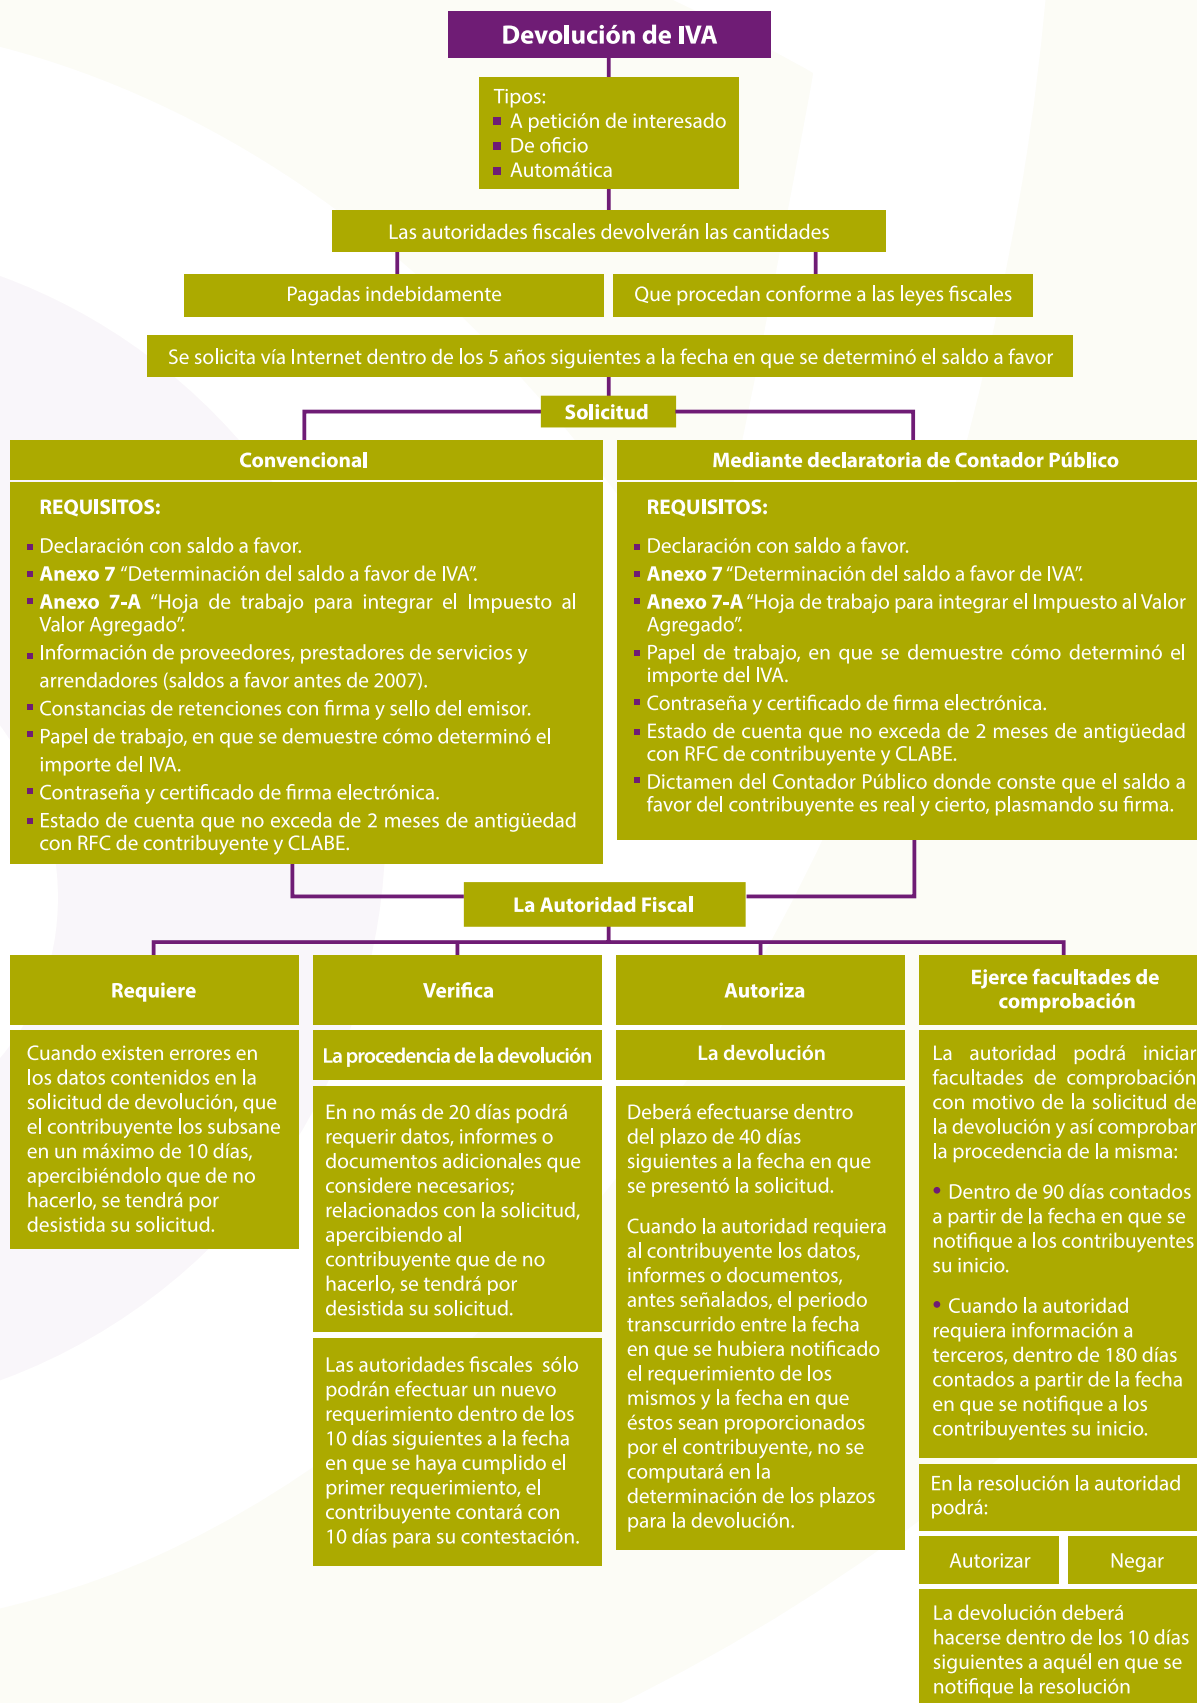 Devolución de IVA
Tipos:
A petición de interesado
De oficio
Automática
Las autoridades fiscales devolverán las cantidades
Pagadas indebidamente
Que procedan conforme a las leyes fiscales
Se solicita vía Internet dentro de los 5 años siguientes a la fecha en que se determinó el saldo a favor
Solicitud
Convencional
REQUISITOS:
Declaración con saldo a favor.
Anexo 7 “Determinación del saldo a favor de IVA”.
Anexo 7-A “Hoja de trabajo para integrar el Impuesto al
Valor Agregado”.
Información de proveedores, prestadores de servicios y
arrendadores (saldos a favor antes de 2007).
Constancias de retenciones con firma y sello del emisor.
Papel de trabajo, en que se demuestre cómo determinó el
importe del IVA.
Contraseña y certificado de firma electrónica.
Estado de cuenta que no exceda de 2 meses de antigüedad
con RFC de contribuyente y CLABE.
Mediante declaratoria de Contador Público
REQUISITOS:
Declaración con saldo a favor.
Anexo 7 “Determinación del saldo a favor de IVA”.
Anexo 7-A “Hoja de trabajo para integrar el Impuesto al Valor
Agregado”.
Papel de trabajo, en que se demuestre cómo determinó el
importe del IVA.
Contraseña y certificado de firma electrónica.
Estado de cuenta que no exceda de 2 meses de antigüedad
con RFC de contribuyente y CLABE.
Dictamen del Contador Público donde conste que el saldo a
favor del contribuyente es real y cierto, plasmando su firma.
La Autoridad Fiscal
Requiere
Cuando existen errores en
los datos contenidos en la
solicitud de devolución, que
el contribuyente los subsane
en un máximo de 10 días,
apercibiéndolo que de no
hacerlo, se tendrá por
desistida su solicitud.
Verifica
La procedencia de la devolución
En no más de 20 días podrá
requerir datos, informes o
documentos adicionales que
considere necesarios;
relacionados con la solicitud,
apercibiendo al
contribuyente que de no
hacerlo, se tendrá por
desistida su solicitud.
Las autoridades fiscales sólo
podrán efectuar un nuevo
requerimiento dentro de los
10 días siguientes a la fecha
en que se haya cumplido el
primer requerimiento, el
contribuyente contará con
10 días para su contestación.
Autoriza
La devolución
Deberá efectuarse dentro
del plazo de 40 días
siguientes a la fecha en que
se presentó la solicitud.
Cuando la autoridad requiera
al contribuyente los datos,
informes o documentos,
antes señalados, el periodo
transcurrido entre la fecha
en que se hubiera notificado
el requerimiento de los
mismos y la fecha en que
éstos sean proporcionados
por el contribuyente, no se
computará en la
determinación de los plazos
para la devolución.
Ejerce facultades de
comprobación
La autoridad podrá iniciar
facultades de comprobación
con motivo de la solicitud de
la devolución y así comprobar
la procedencia de la misma:
• Dentro de 90 días contados
a partir de la fecha en que se
notifique a los contribuyentes
su inicio.
• Cuando la autoridad
requiera información a
terceros, dentro de 180 días
contados a partir de la fecha
en que se notifique a los
contribuyentes su inicio.
En la resolución la autoridad
podrá:
Autorizar
Negar
La devolución deberá
hacerse dentro de los 10 días
siguientes a aquél en que se
notifique la resolución